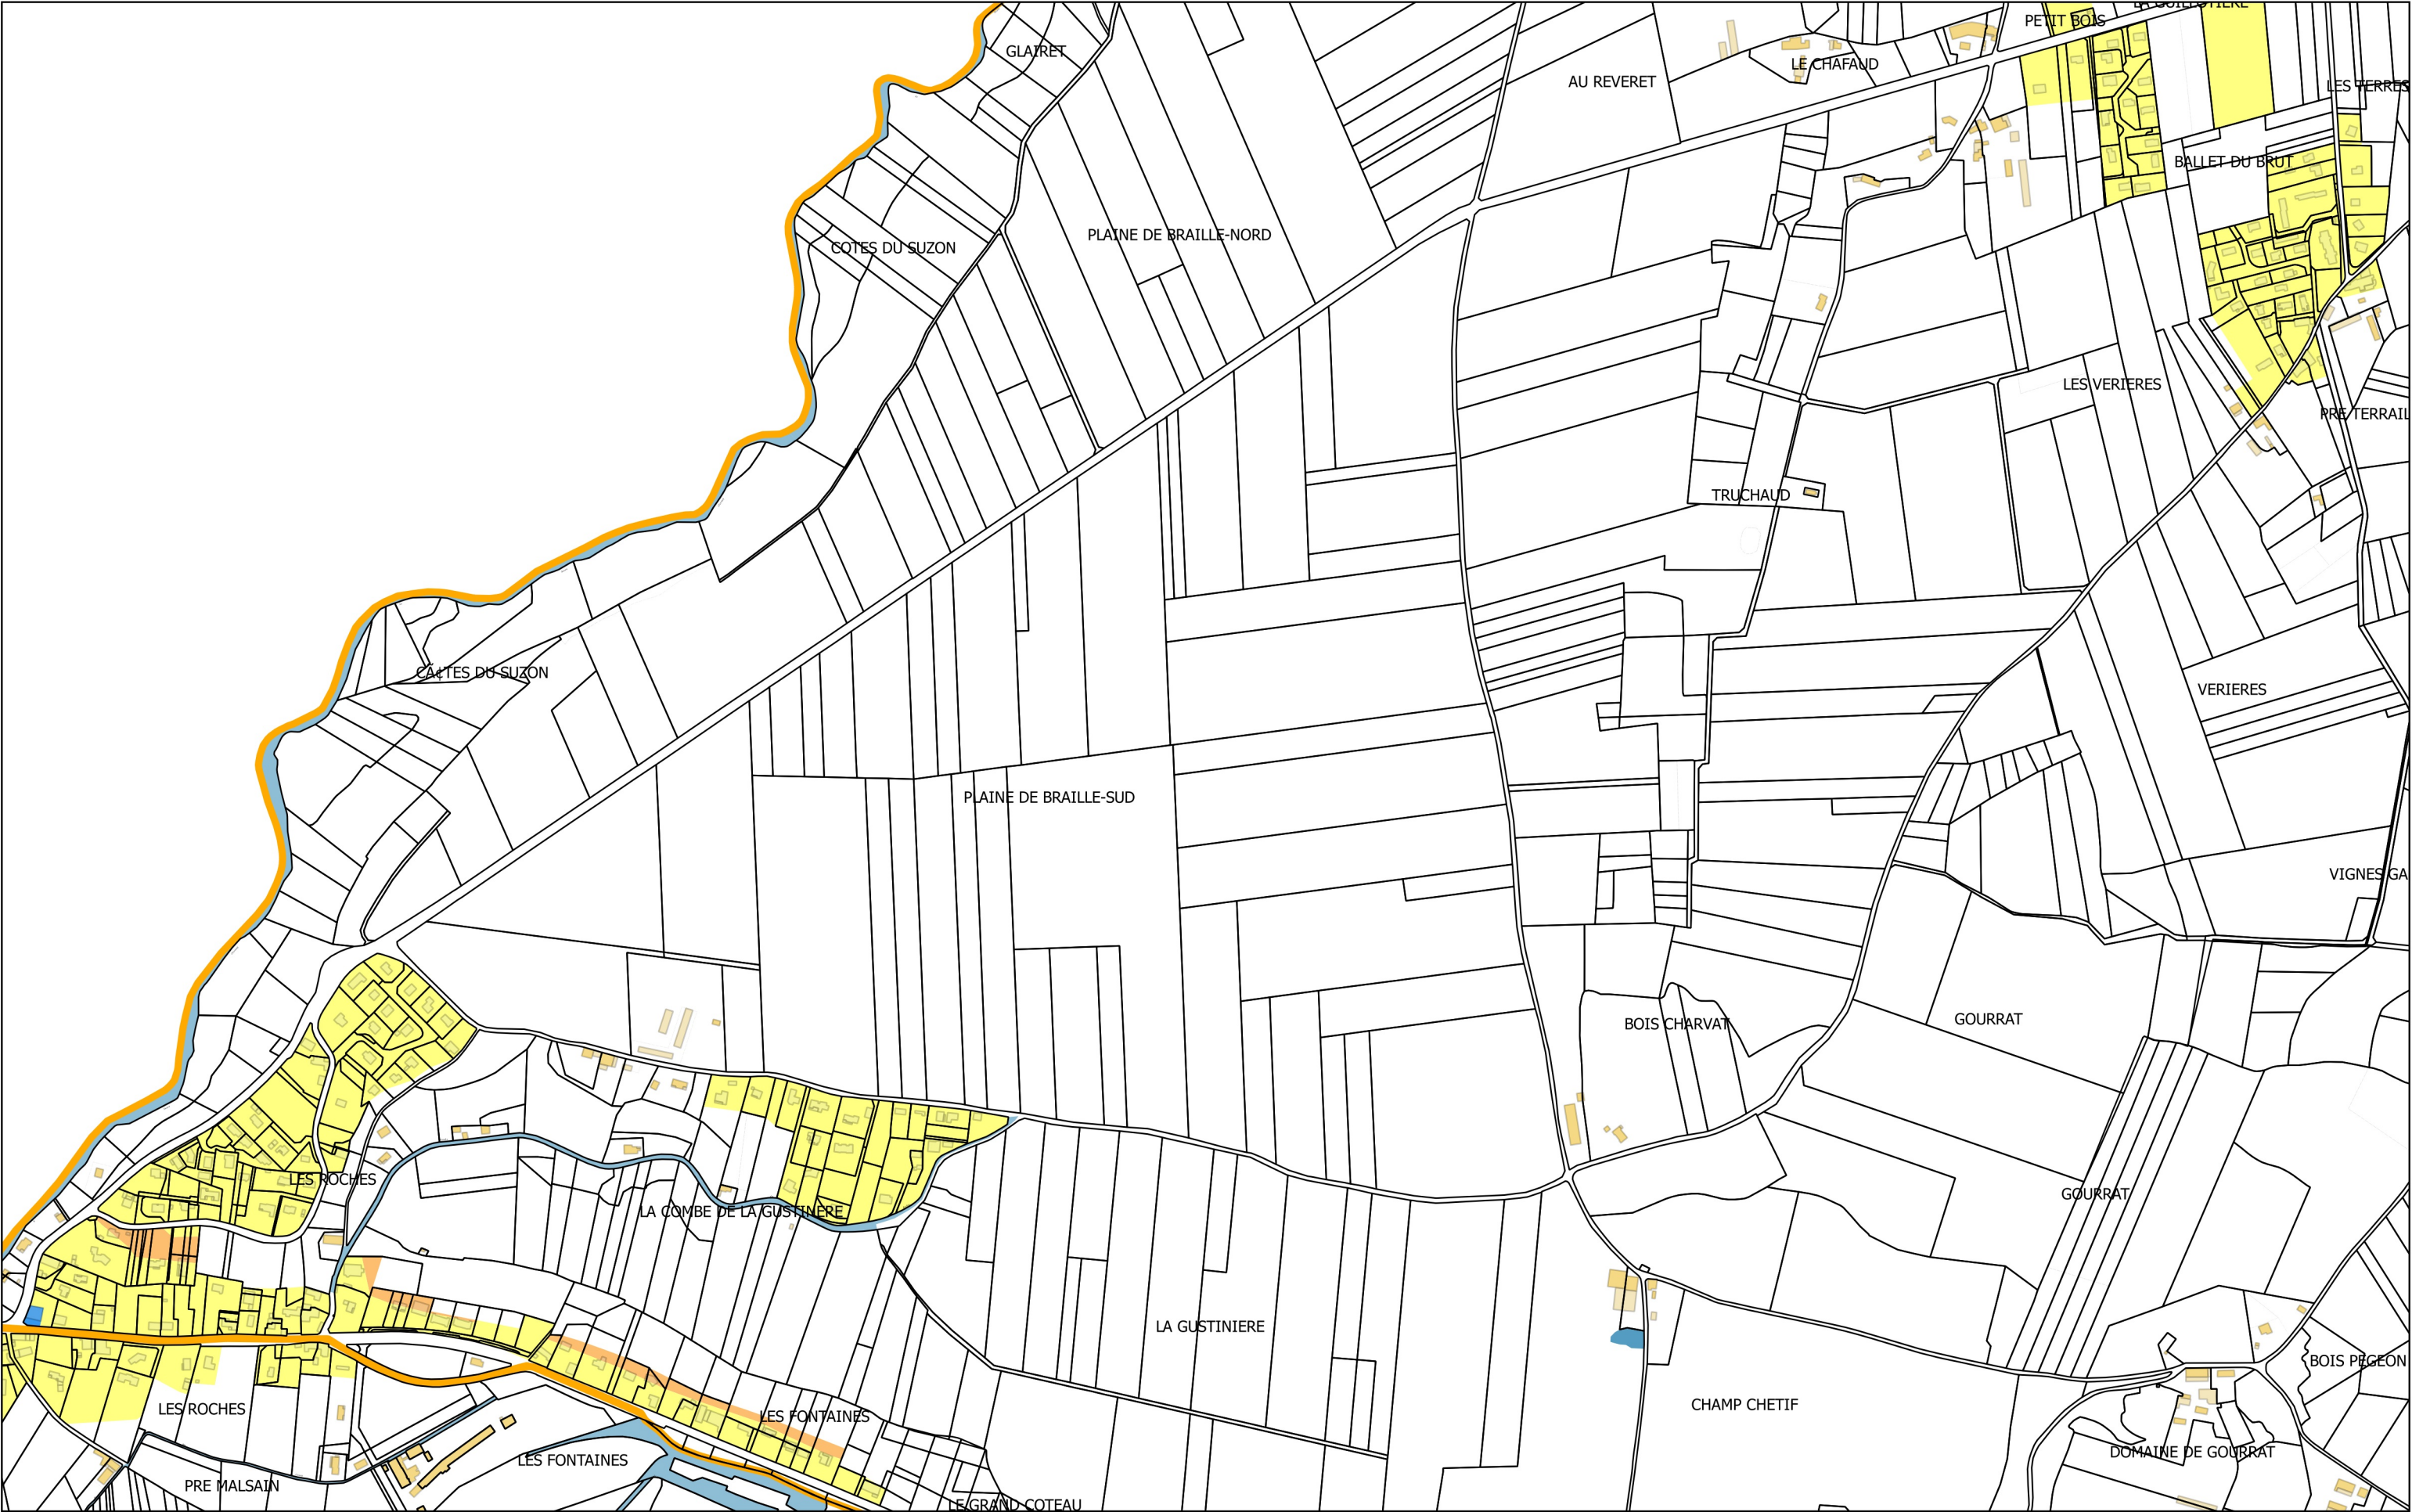 LA GUILLOTIERE
PETIT BOIS
GLAIRET
LE CHAFAUD
AU REVERET
LES TERRES
BALLET DU BRUT
PLAINE DE BRAILLE-NORD
COTES DU SUZON
LES VERIERES
PRE TERRAIL
TRUCHAUD
CÃ¢TES DU SUZON
VERIERES
PLAINE DE BRAILLE-SUD
VIGNES GA
GOURRAT
BOIS CHARVAT
LES ROCHES
GOURRAT
LA COMBE DE LA GUSTINERE
LA GUSTINIERE
BOIS PEGEON
CHAMP CHETIF
LES ROCHES
LES FONTAINES
DOMAINE DE GOURRAT
LES FONTAINES
PRE MALSAIN
LE GRAND COTEAU